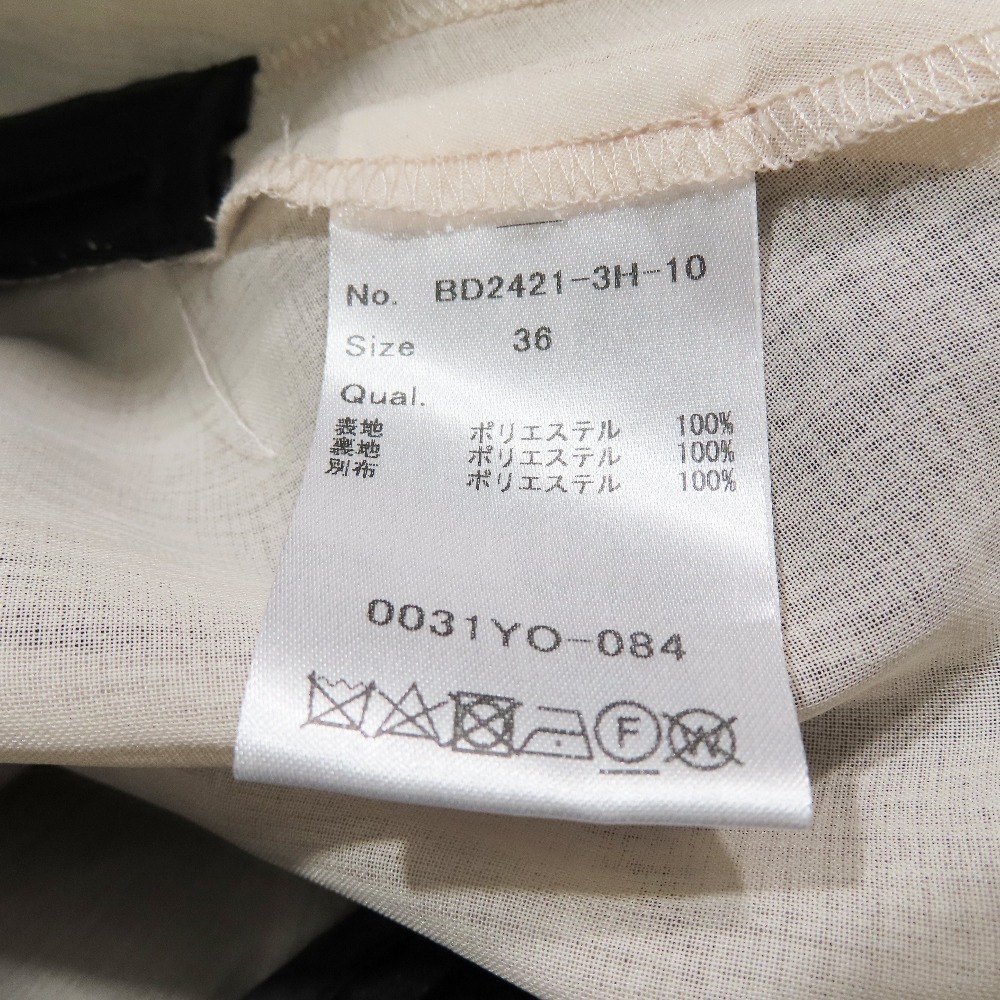 No. BD2421-3H-10
Size 36
Qual.
表地 ポリエステル 100%
裏地 ポリエステル 100%
別布 ポリエステル 100%
0031YO-084
F W